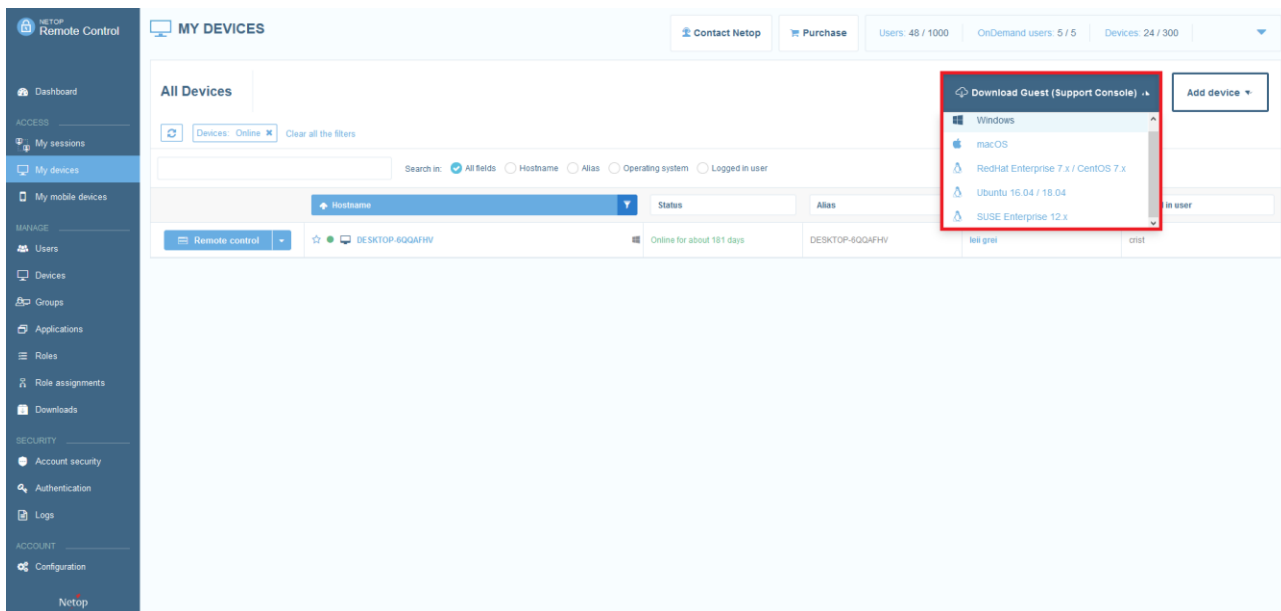 NETOP
Remote Control
MY DEVICES
Contact Netop
Purchase
Users: 48 / 1000
OnDemand users: 5 / 5
Devices: 24 / 300
Dashboard
ACCESS
My sessions
My devices
My mobile devices
MANAGE
Users
Devices
Groups
Applications
Roles
Role assignments
Downloads
SECURITY
Account security
Authentication
Logs
ACCOUNT
Configuration
Netop
All Devices
Download Guest (Support Console)
Add device
Windows
macOS
RedHat Enterprise 7.x / CentOS 7.x
Ubuntu 16.04 / 18.04
SUSE Enterprise 12.x
Devices: Online
Clear all the filters
Search in: All fields Hostname Alias Operating system Logged in user
Hostname Status Alias in user
Remote control DESKTOP-6QQAFHV Online for about 181 days DESKTOP-6QQAFHV leii grei crist